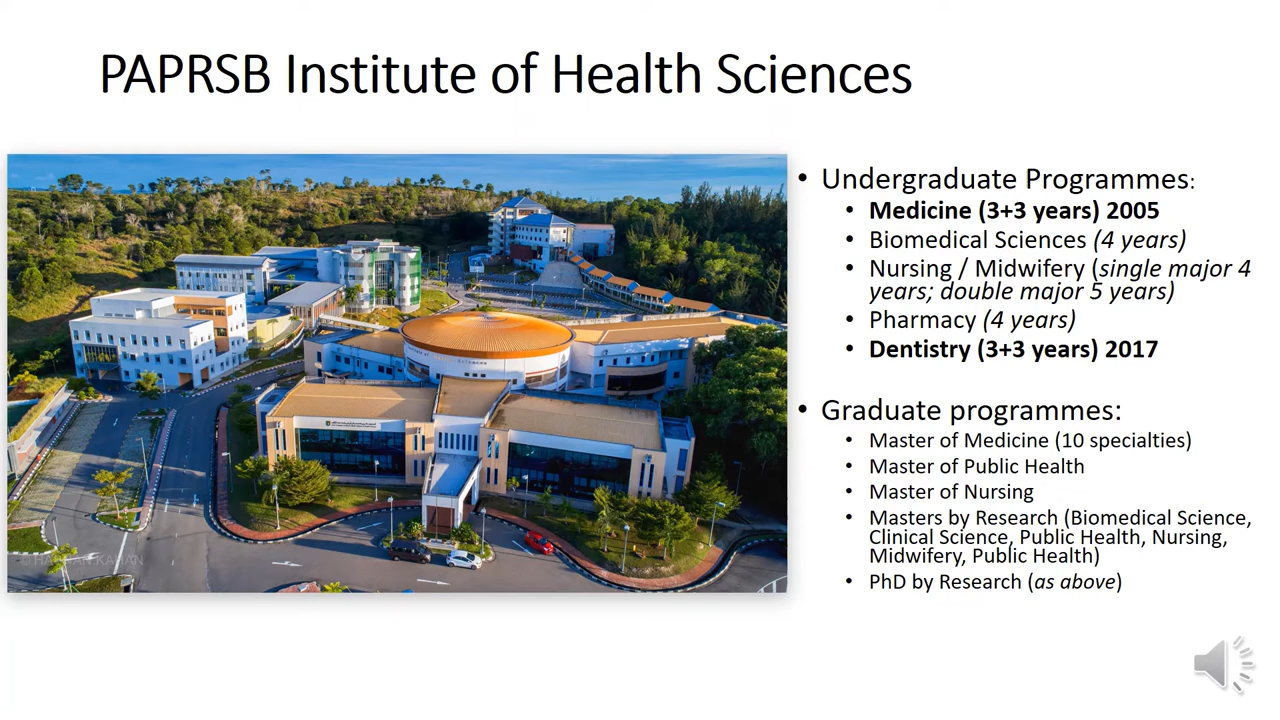 PAPRSB Institute of Health Sciences
• Undergraduate Programmes:
• Medicine (3+3 years) 2005
• Biomedical Sciences (4 years)
• Nursing / Midwifery (single major 4
years; double major 5 years)
• Pharmacy (4 years)
• Dentistry (3+3 years) 2017
• Graduate programmes:
• Master of Medicine (10 specialties)
• Master of Public Health
• Master of Nursing
• Masters by Research (Biomedical Science,
Clinical Science, Public Health, Nursing,
Midwifery, Public Health)
• PhD by Research (as above)